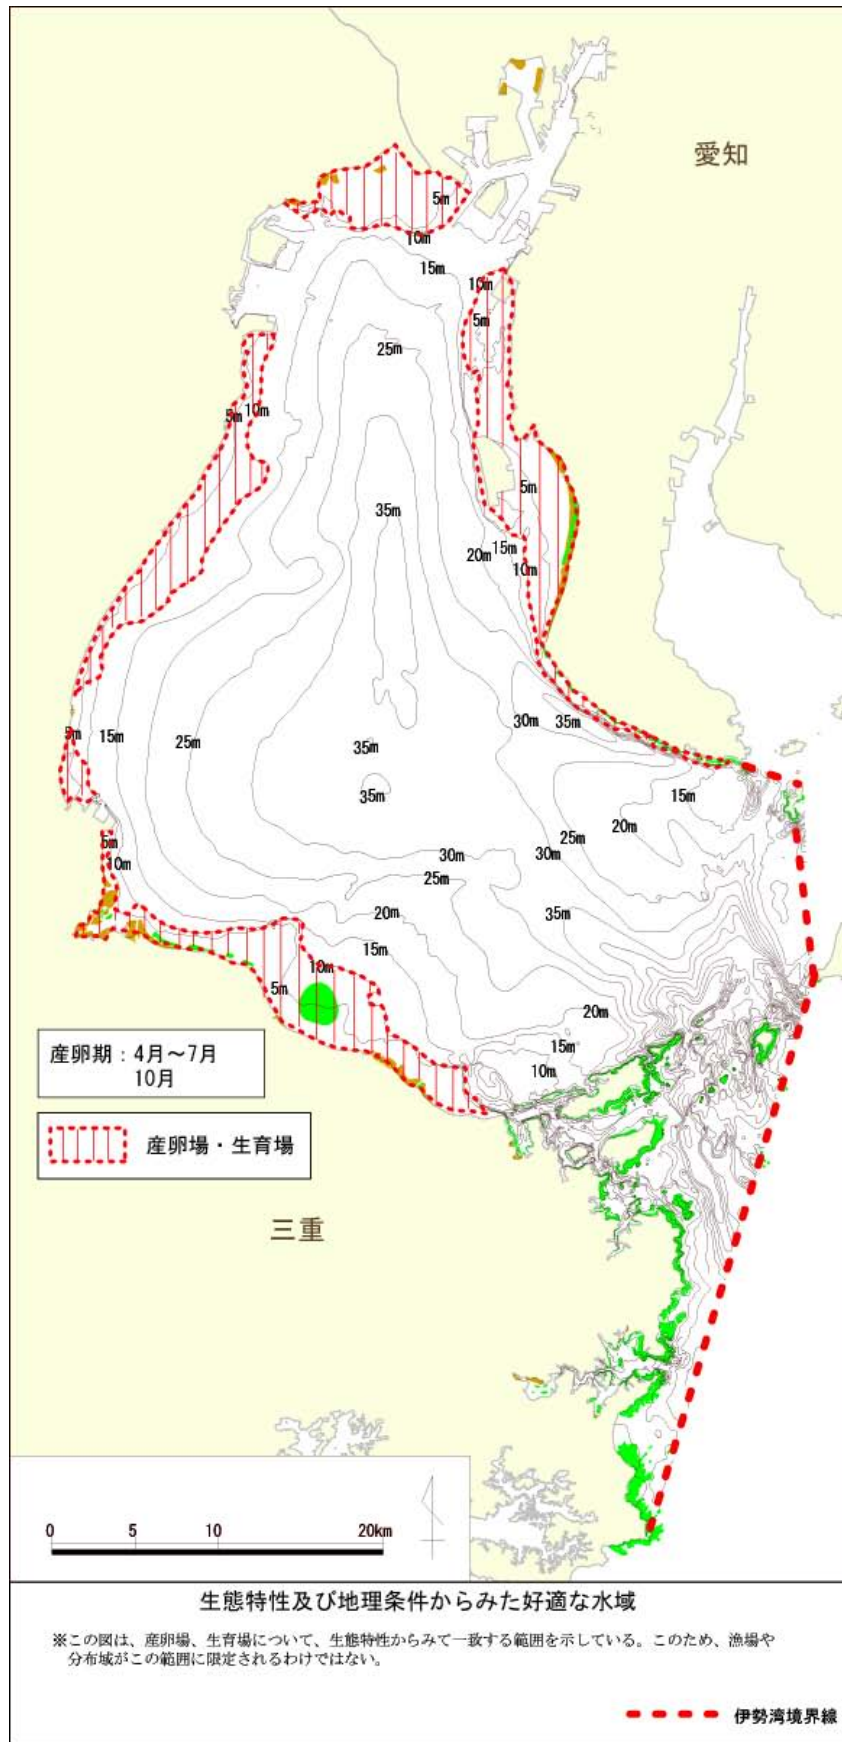 愛知
5m
10m
15m
10m
5m
25m
5m
10m
5m
35m
20m
15m
10m
30m
35m
5m
15m
25m
35m
35m
15m
20m
25m
5m
10m
30m
30m
25m
20m
35m
15m
10m
5m
20m
15m
10m
産卵期:4月~7月
10月
産卵場・生育場
三重
0 5 10 20km
生態特性及び地理条件からみた好適な水域
※この図は、産卵場、生育場について、生態特性からみて一致する範囲を示している。このため、漁場や
分布域がこの範囲に限定されるわけではない。
伊勢湾境界線